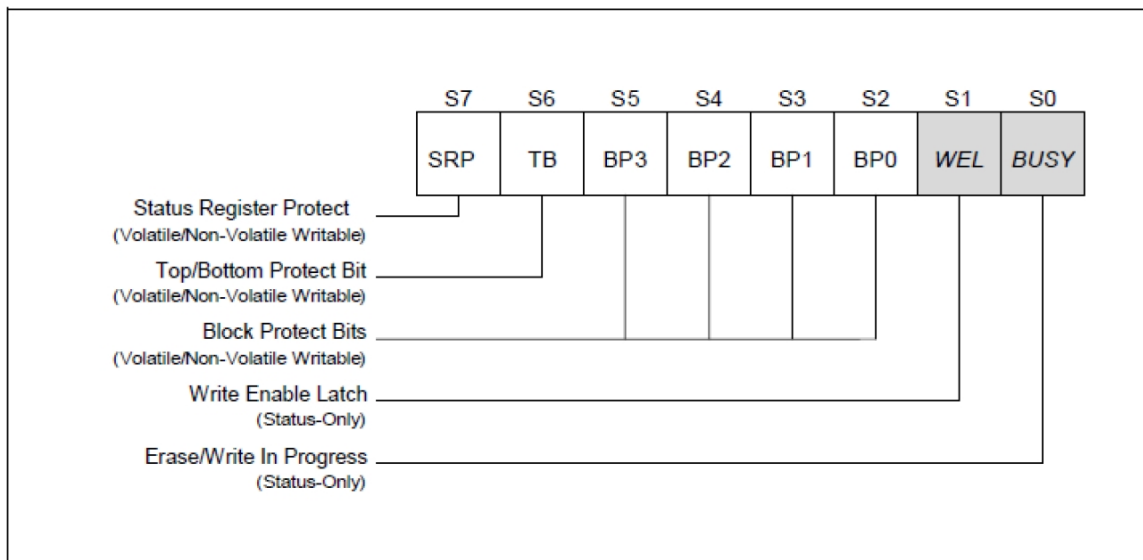 S7 S6 S5 S4 S3 S2 S1 S0
SRP TB BP3 BP2 BP1 BP0 WEL BUSY
Status Register Protect
(Volatile/Non-Volatile Writable)
Top/Bottom Protect Bit
(Volatile/Non-Volatile Writable)
Block Protect Bits
(Volatile/Non-Volatile Writable)
Write Enable Latch
(Status-Only)
Erase/Write In Progress
(Status-Only)